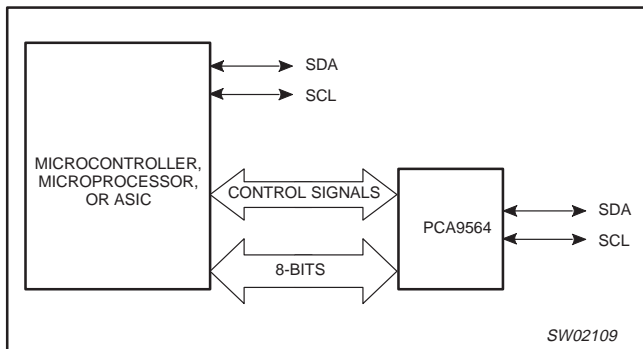 SDA
SCL
MICROCONTROLLER,
MICROPROCESSOR,
OR ASIC
CONTROL SIGNALS
8-BITS
PCA9564
SDA
SCL
SW02109